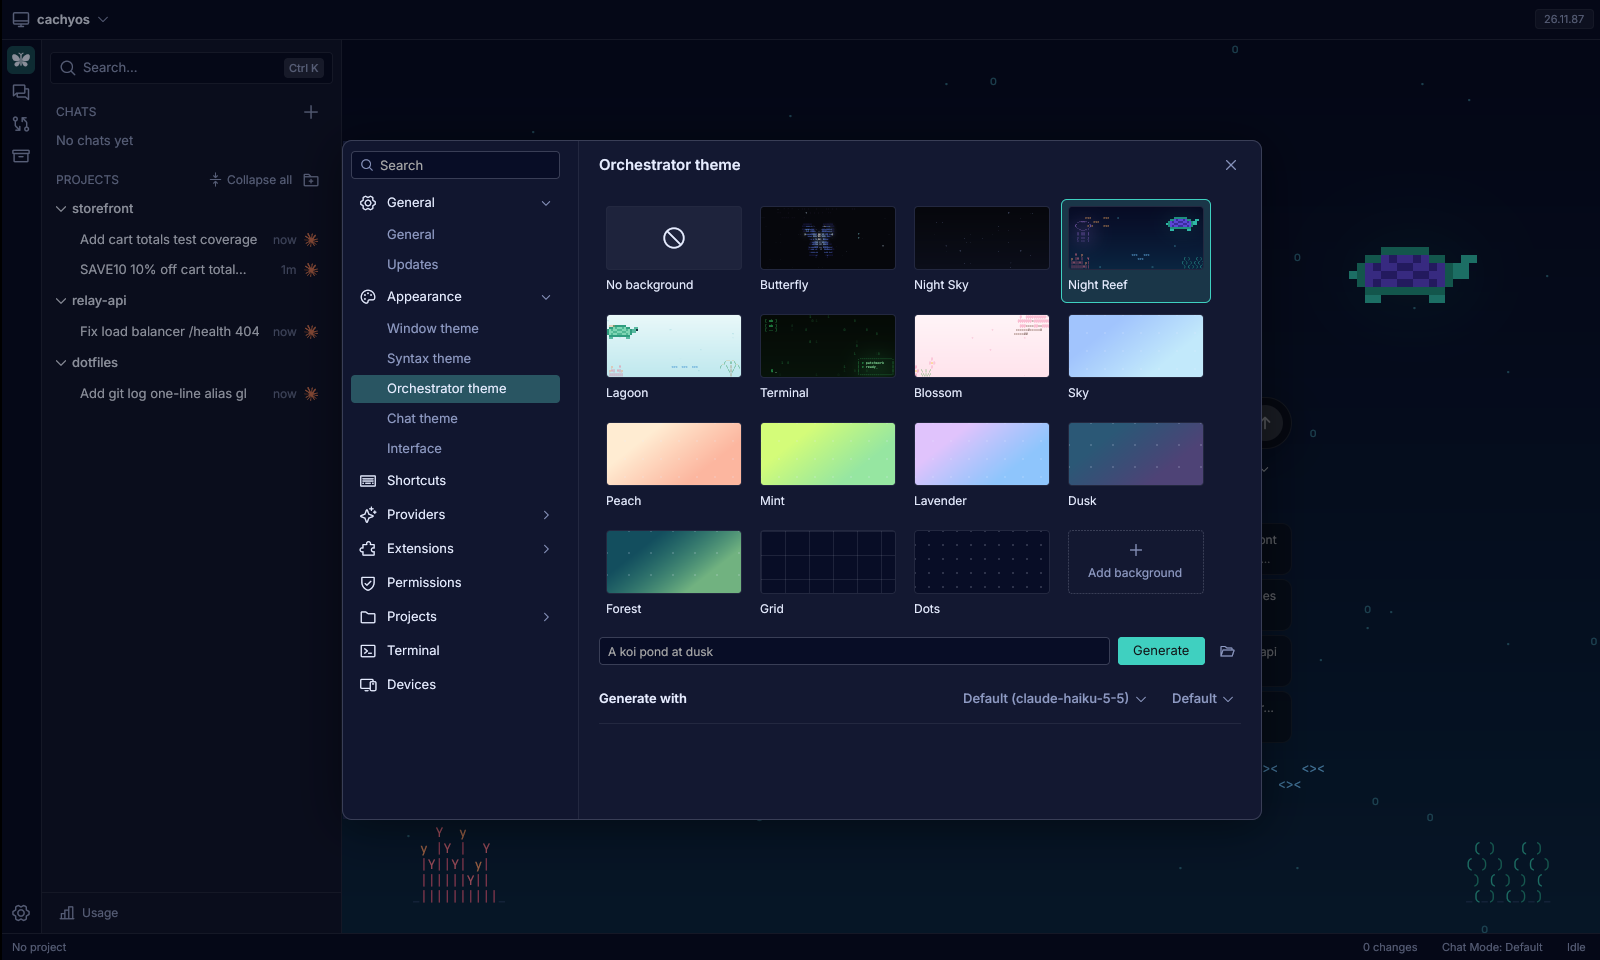 cachyos
26.11.87
Search...
Ctrl K
CHATS
No chats yet
PROJECTS
Collapse all
storefront
Add cart totals test coverage now
SAVE10 10% off cart total... 1m
relay-api
Fix load balancer /health 404 now
dotfiles
Add git log one-line alias gl now
Usage
No project
0 changes
Chat Mode: Default
Idle
Search
General
General
Updates
Appearance
Window theme
Syntax theme
Orchestrator theme
Chat theme
Interface
Shortcuts
Providers
Extensions
Permissions
Projects
Terminal
Devices
Orchestrator theme
No background
Butterfly
Night Sky
Night Reef
Lagoon
Terminal
Blossom
Sky
Peach
Mint
Lavender
Dusk
Forest
Grid
Dots
Add background
A koi pond at dusk
Generate
Generate with
Default (claude-haiku-5-5)
Default